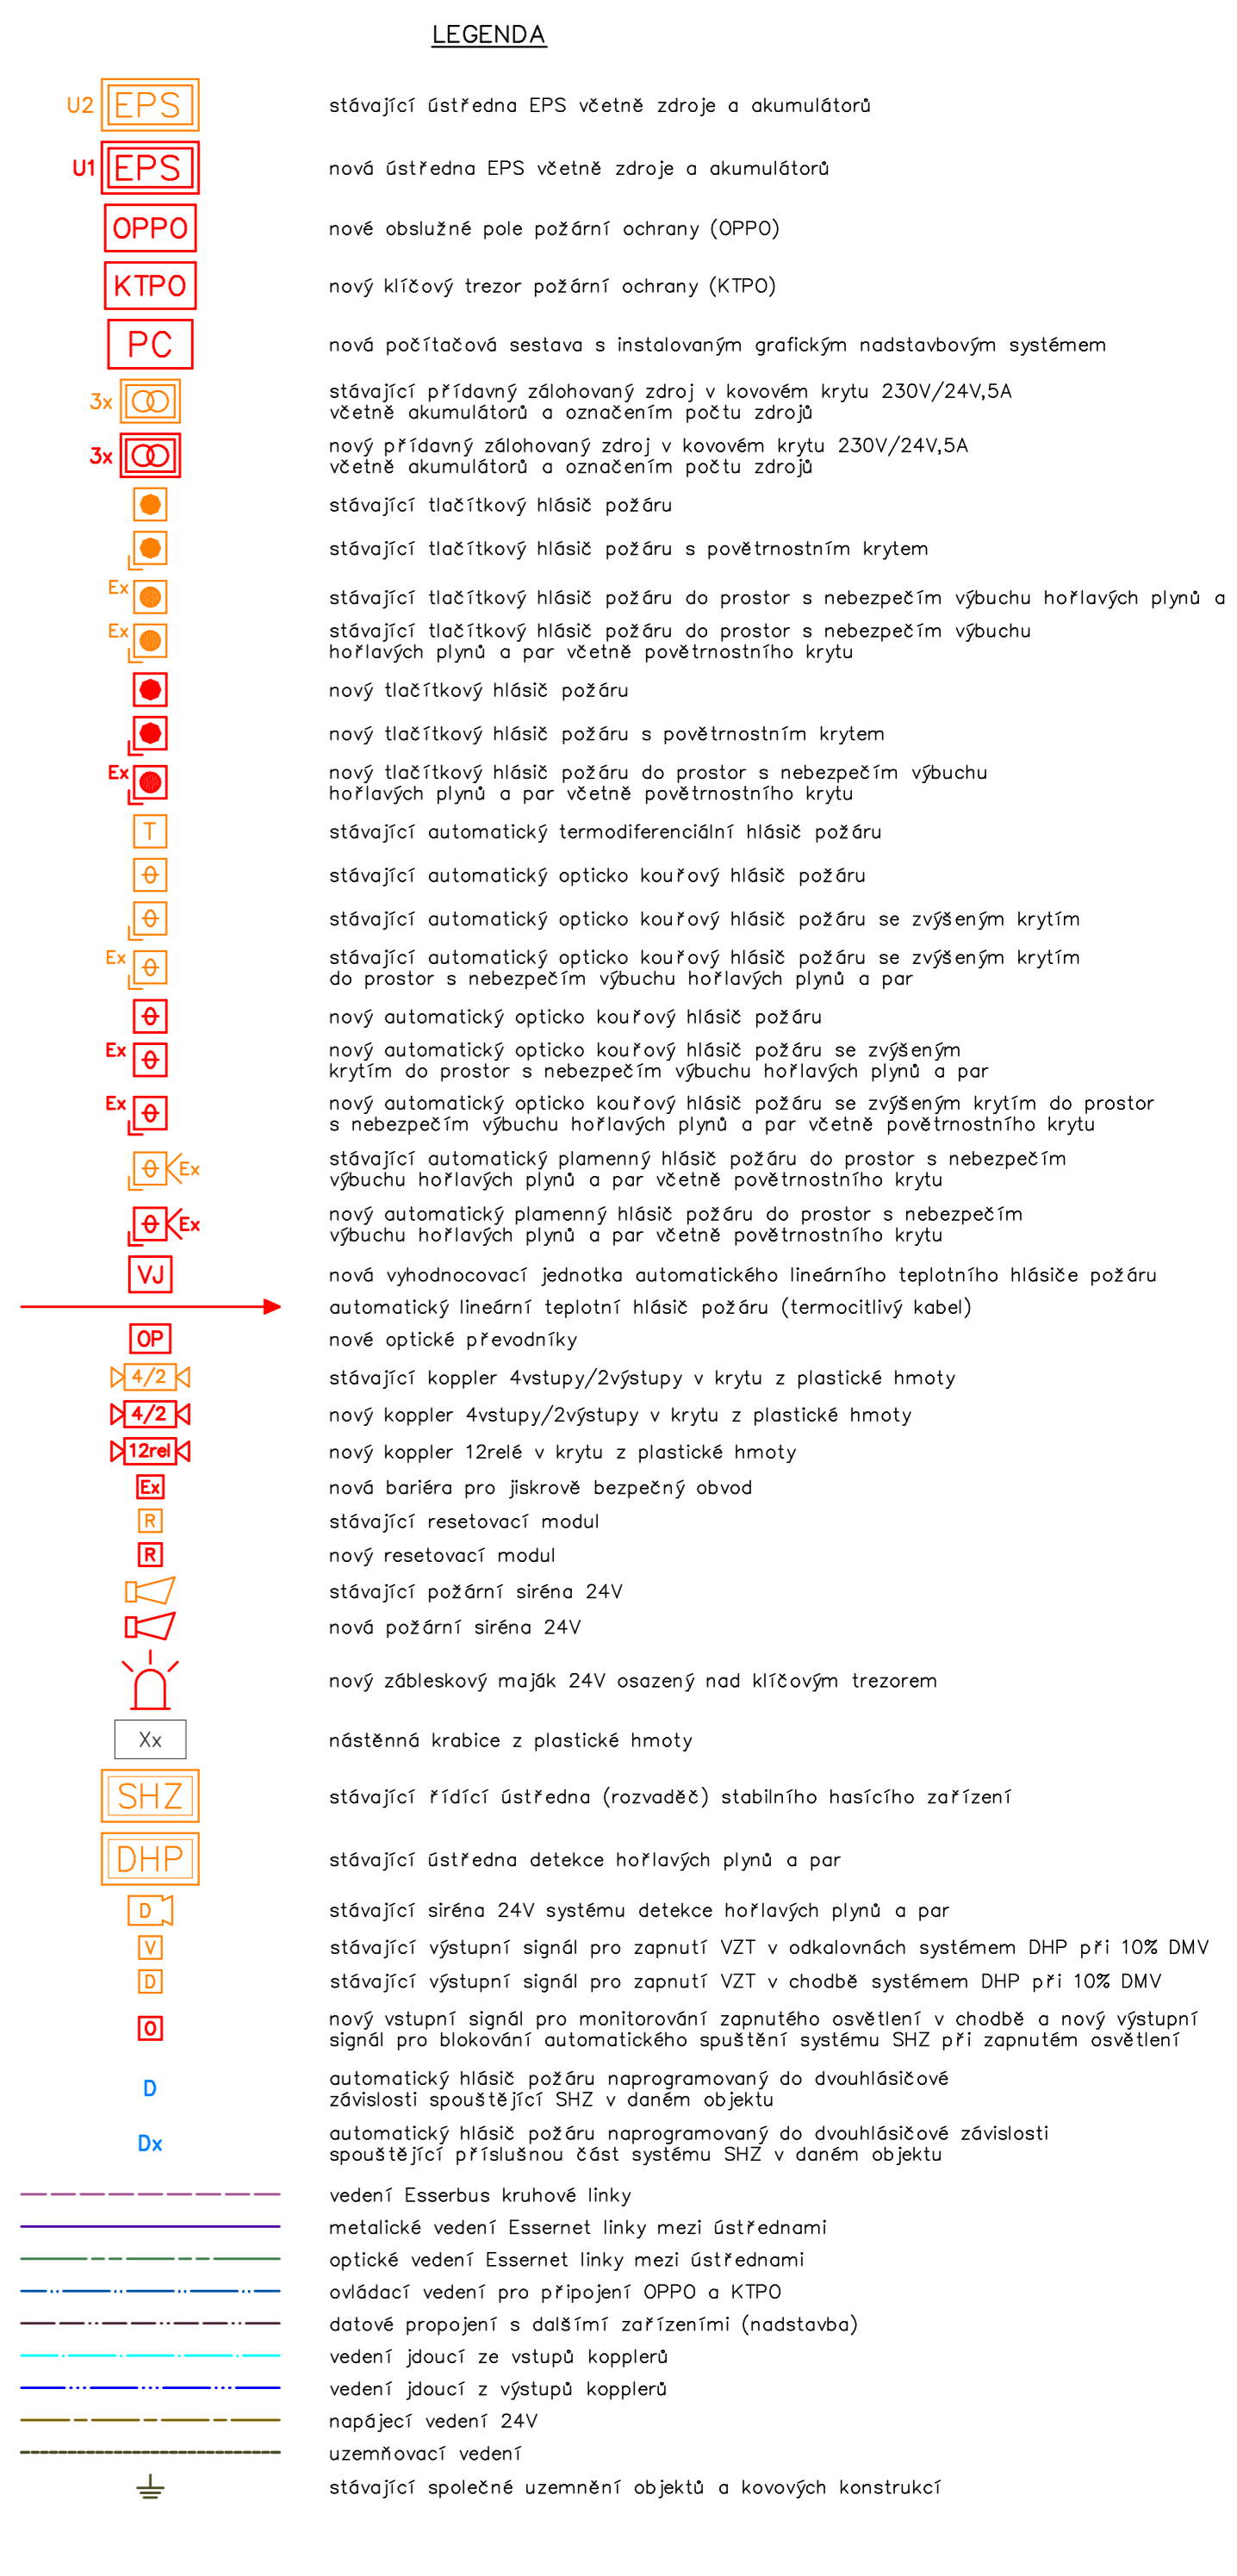 LEGENDA
U2 EPS stávající ústředna EPS včetně zdroje a akumulátorů
U1 EPS nová ústředna EPS včetně zdroje a akumulátorů
OPPO nové obslužné pole požární ochrany (OPPO)
KTPO nový klíčový trezor požární ochrany (KTPO)
PC nová počítačová sestava s instalovaným grafickým nadstavbovým systémem
3x stávající přídavný zálohovaný zdroj v kovovém krytu 230V/24V,5A
včetně akumulátorů a označením počtu zdrojů
3x nový přídavný zálohovaný zdroj v kovovém krytu 230V/24V,5A
včetně akumulátorů a označením počtu zdrojů
stávající tlačítkový hlásič požáru
stávající tlačítkový hlásič požáru s povětrnostním krytem
Ex stávající tlačítkový hlásič požáru do prostor s nebezpečím výbuchu hořlavých plynů a
Ex stávající tlačítkový hlásič požáru do prostor s nebezpečím výbuchu
hořlavých plynů a par včetně povětrnostního krytu
nový tlačítkový hlásič požáru
nový tlačítkový hlásič požáru s povětrnostním krytem
Ex nový tlačítkový hlásič požáru do prostor s nebezpečím výbuchu
hořlavých plynů a par včetně povětrnostního krytu
T stávající automatický termodiferenciální hlásič požáru
stávající automatický opticko kouřový hlásič požáru
stávající automatický opticko kouřový hlásič požáru se zvýšeným krytím
Ex stávající automatický opticko kouřový hlásič požáru se zvýšeným krytím
do prostor s nebezpečím výbuchu hořlavých plynů a par
nový automatický opticko kouřový hlásič požáru
Ex nový automatický opticko kouřový hlásič požáru se zvýšeným
krytím do prostor s nebezpečím výbuchu hořlavých plynů a par
Ex nový automatický opticko kouřový hlásič požáru se zvýšeným krytím do prostor
s nebezpečím výbuchu hořlavých plynů a par včetně povětrnostního krytu
Ex stávající automatický plamenný hlásič požáru do prostor s nebezpečím
výbuchu hořlavých plynů a par včetně povětrnostního krytu
Ex nový automatický plamenný hlásič požáru do prostor s nebezpečím
výbuchu hořlavých plynů a par včetně povětrnostního krytu
VJ nová vyhodnocovací jednotka automatického lineárního teplotního hlásiče požáru
automatický lineární teplotní hlásič požáru (termocitlivý kabel)
OP nové optické převodníky
4/2 stávající koppler 4vstupy/2výstupy v krytu z plastické hmoty
4/2 nový koppler 4vstupy/2výstupy v krytu z plastické hmoty
12rel nový koppler 12relé v krytu z plastické hmoty
Ex nová bariéra pro jiskrově bezpečný obvod
R stávající resetovací modul
R nový resetovací modul
stávající požární siréna 24V
nová požární siréna 24V
nový zábleskový maják 24V osazený nad klíčovým trezorem
Xx nástěnná krabice z plastické hmoty
SHZ stávající řídící ústředna (rozvaděč) stabilního hasícího zařízení
DHP stávající ústředna detekce hořlavých plynů a par
D stávající siréna 24V systému detekce hořlavých plynů a par
V stávající výstupní signál pro zapnutí VZT v odkalovnách systémem DHP při 10% DMV
D stávající výstupní signál pro zapnutí VZT v chodbě systémem DHP při 10% DMV
O nový vstupní signál pro monitorování zapnutého osvětlení v chodbě a nový výstupní
signál pro blokování automatického spuštění systému SHZ při zapnutém osvětlení
D automatický hlásič požáru naprogramovaný do dvouhlásičové
závislosti spouštějící SHZ v daném objektu
Dx automatický hlásič požáru naprogramovaný do dvouhlásičové závislosti
spouštějící příslušnou část systému SHZ v daném objektu
vedení Esserbus kruhové linky
metalické vedení Essernet linky mezi ústřednami
optické vedení Essernet linky mezi ústřednami
ovládací vedení pro připojení OPPO a KTPO
datové propojení s dalšímí zařízeními (nadstavba)
vedení jdoucí ze vstupů kopplerů
vedení jdoucí z výstupů kopplerů
napájecí vedení 24V
uzemňovací vedení
stávající společné uzemnění objektů a kovových konstrukcí